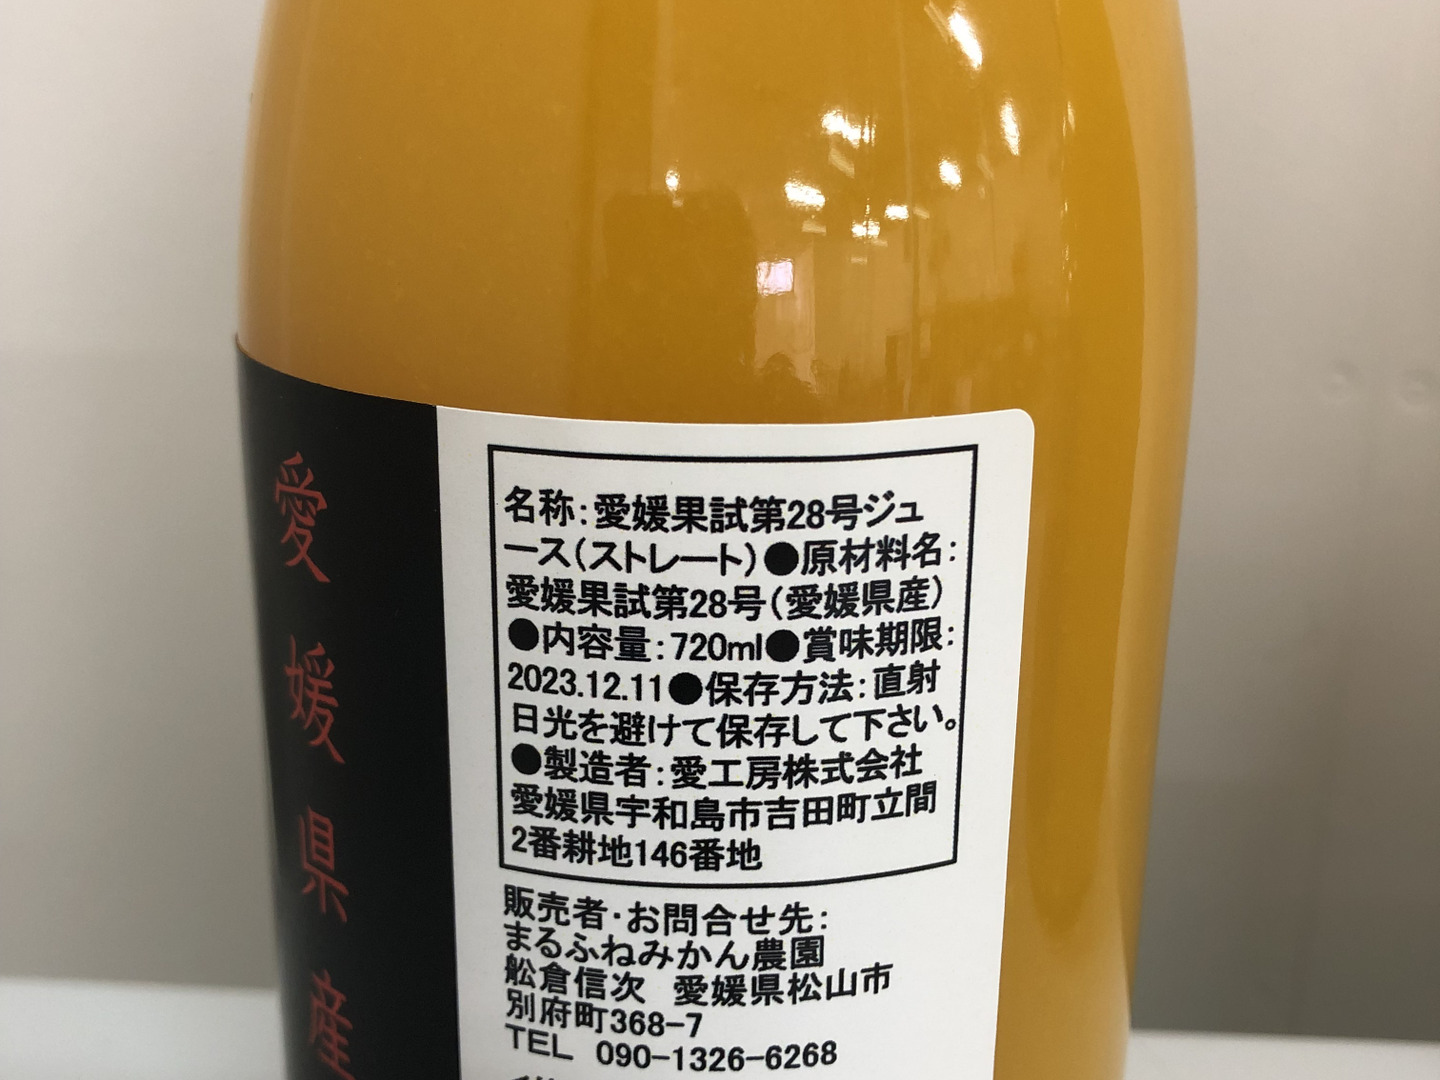 愛媛県産
名称：愛媛果試第28号ジュ
ース（ストレート）●原材料名：
愛媛果試第28号（愛媛県産）
●内容量：720ml●賞味期限：
2023.12.11●保存方法：直射
日光を避けて保存して下さい。
●製造者：愛工房株式会社
愛媛県宇和島市吉田町立間
2番耕地146番地
販売者・お問合せ先：
まるふねみかん農園
舩倉信次　愛媛県松山市
別府町368-7
TEL　090-1326-6268